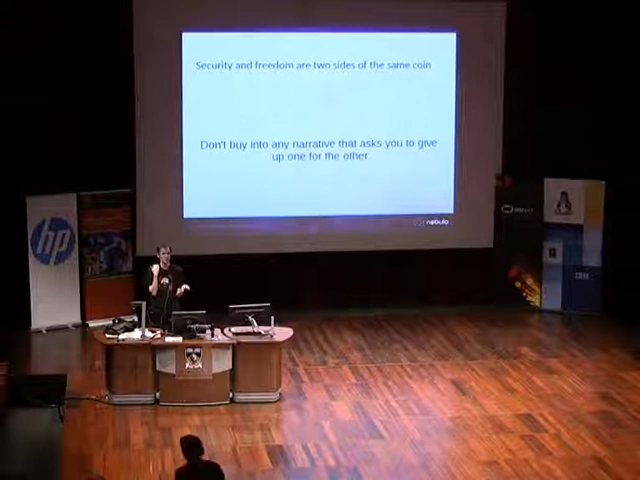 Security and freedom are two sides of the same coin
Don't buy into any narrative that asks you to give
up one for the other
nebula
hp
IBM